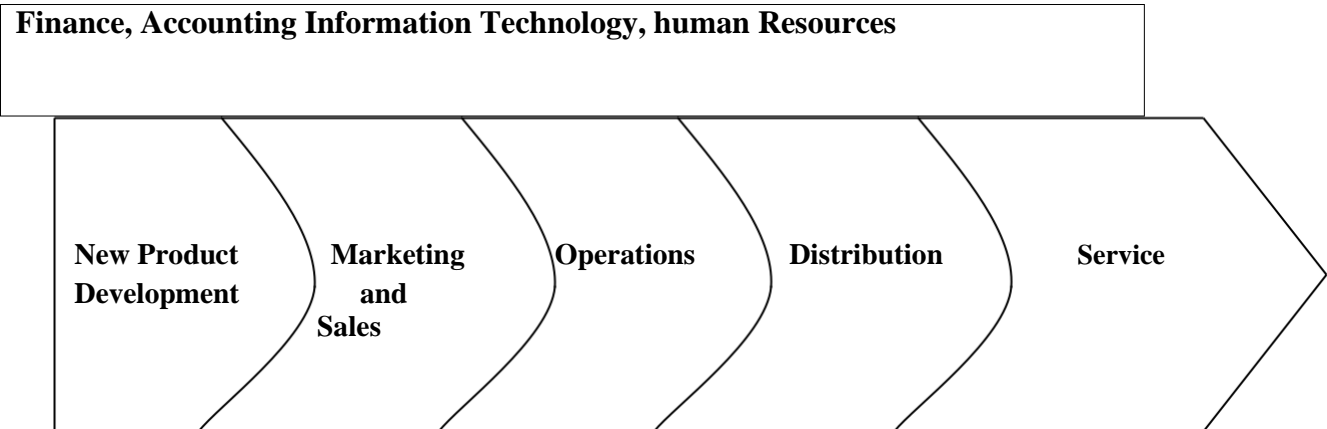 Finance, Accounting Information Technology, human Resources
New Product
Development
Marketing
and
Sales
Operations
Distribution
Service